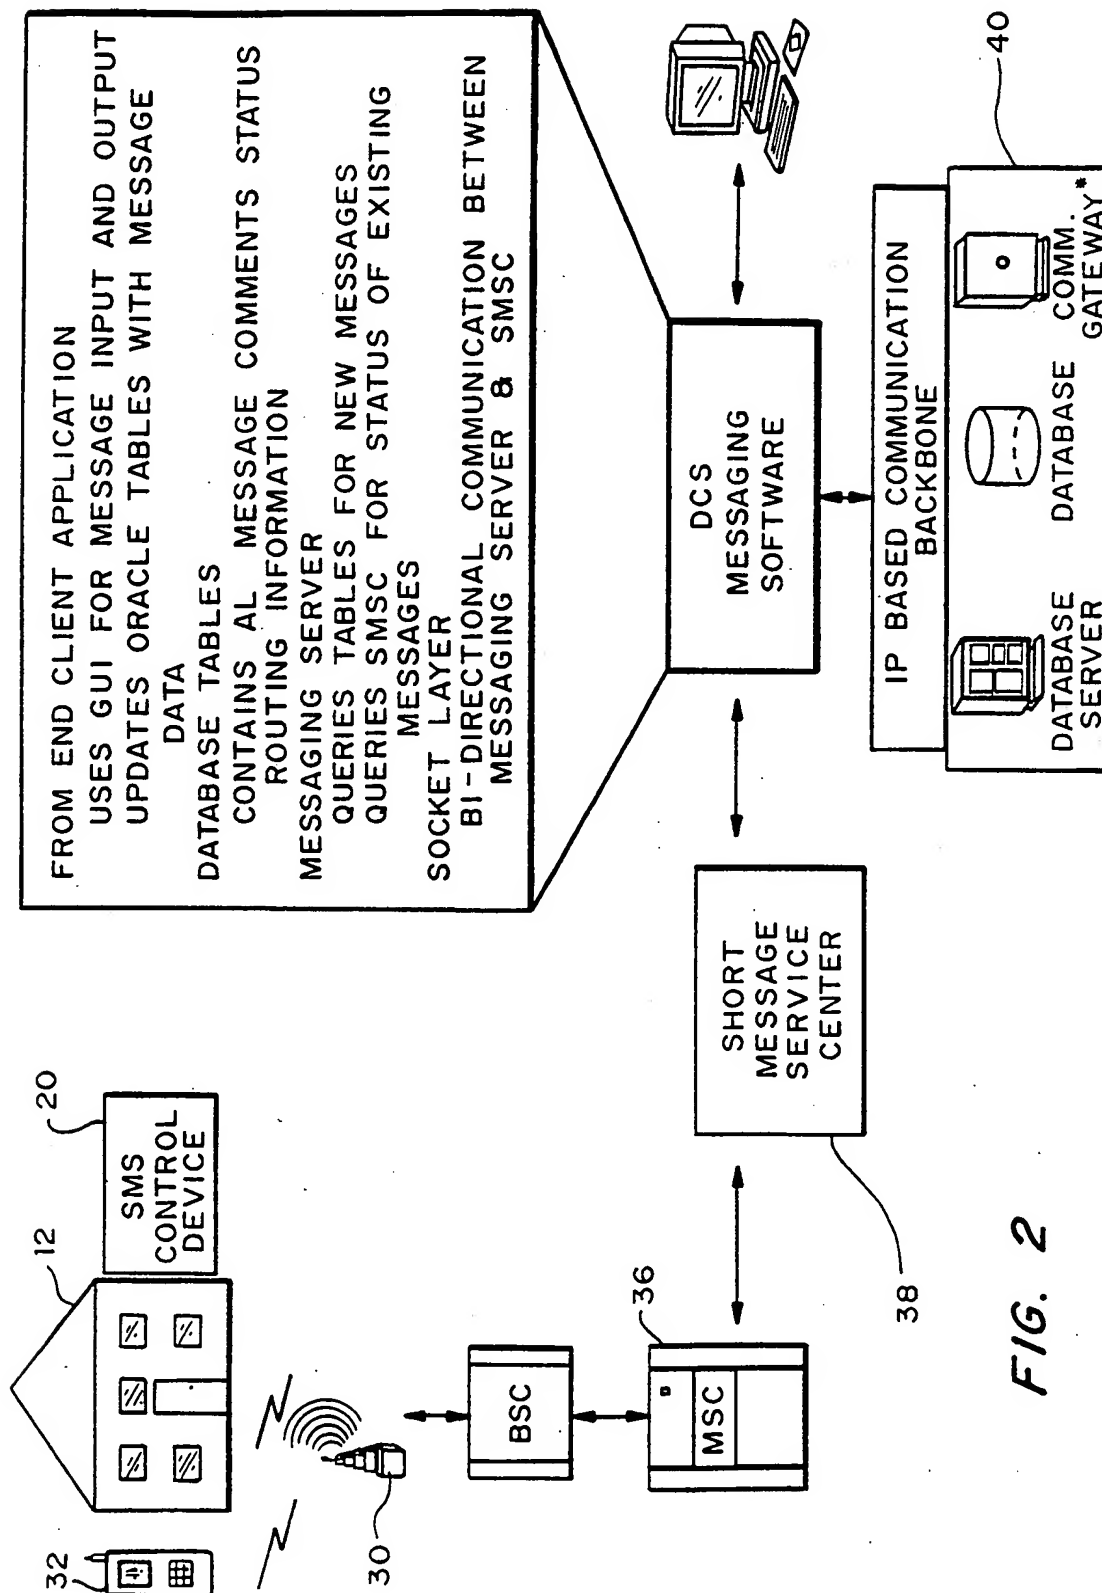 FROM END CLIENT APPLICATION
USES GUI FOR MESSAGE INPUT AND OUTPUT
UPDATES ORACLE TABLES WITH MESSAGE
DATA
DATABASE TABLES
CONTAINS AL MESSAGE COMMENTS STATUS
ROUTING INFORMATION
MESSAGING SERVER
QUERIES TABLES FOR NEW MESSAGES
QUERIES SMSC FOR STATUS OF EXISTING
MESSAGES
SOCKET LAYER
BI-DIRECTIONAL COMMUNICATION BETWEEN
MESSAGING SERVER & SMSC
32
12
20
SMS
CONTROL
DEVICE
30
BSC
36
MSC
SHORT
MESSAGE
SERVICE
CENTER
38
DCS
MESSAGING
SOFTWARE
IP BASED COMMUNICATION
BACKBONE
40
DATABASE
SERVER
DATABASE
COMM.
GATEWAY*
FIG. 2